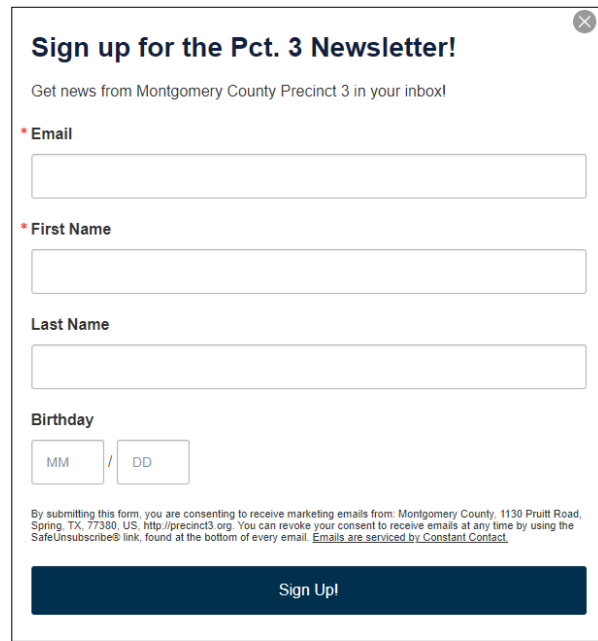 Sign up for the Pct. 3 Newsletter!
Get news from Montgomery County Precinct 3 in your inbox!
* Email
* First Name
Last Name
Birthday
MM / DD
By submitting this form, you are consenting to receive marketing emails from: Montgomery County, 1130 Pruitt Road,
Spring, TX, 77380, US, http://precinct3.org. You can revoke your consent to receive emails at any time by using the
SafeUnsubscribe® link, found at the bottom of every email. Emails are serviced by Constant Contact.
Sign Up!